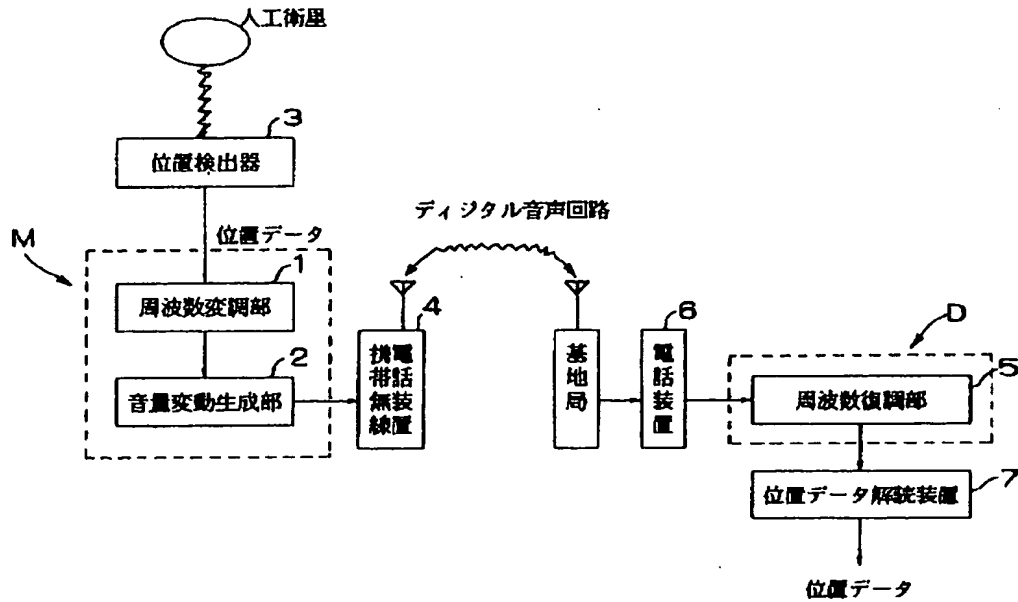 人工衛星
3
位置検出器
位置データ
M
1
周波数変調部
2
音量変動生成部
4
携帯無線
電話装置
ディジタル音声回路
基地局
6
電話装置
D
5
周波数復調部
7
位置データ解読装置
位置データ